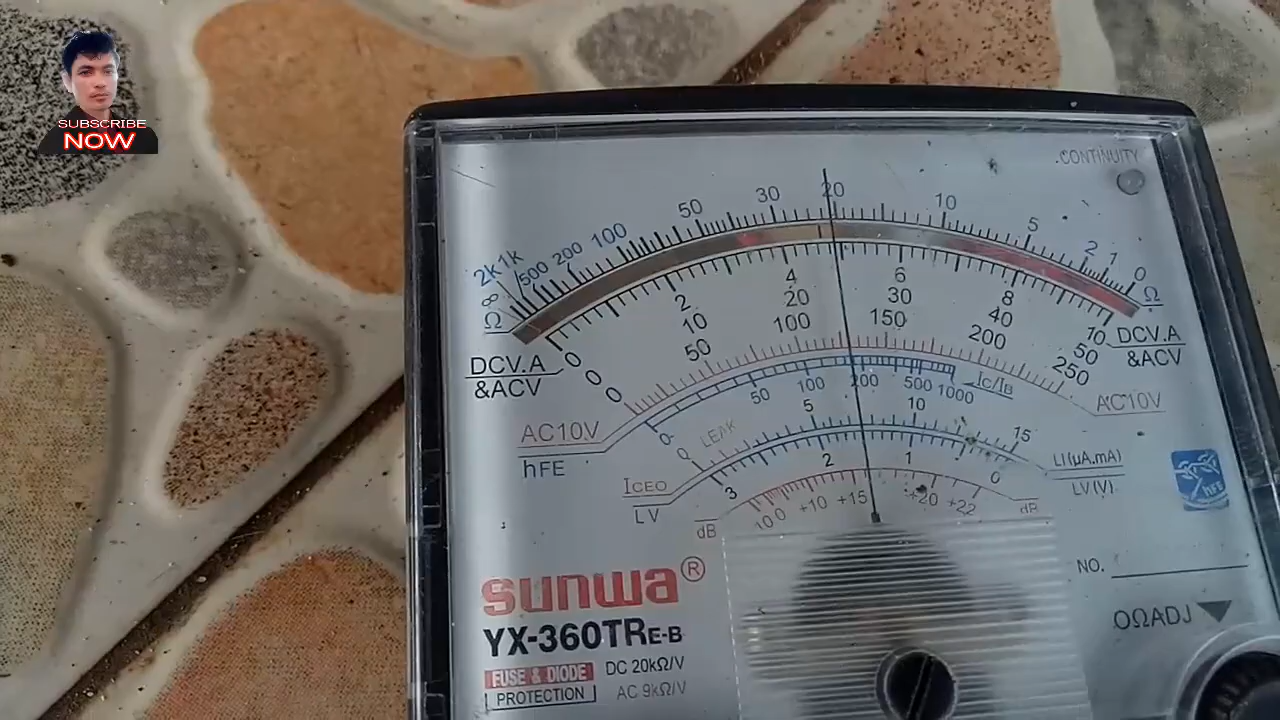 SUBSCRIBE
NOW
CONTINUITY
Ω ∞ 2k 1k 500 200 100 50 30 20 10 5 2 1 0 Ω
DCV.A
&ACV
0 2 4 6 8 10
0 10 20 30 40 50
0 50 100 150 200 250
DCV.A
&ACV
AC10V
AC10V
hFE
0 50 100 200 500 1000 Ic/IB
ICEO
LEAK
0 5 10 15
LI(µA.mA)
LV
3 2 1 0
LV(V)
dB
10 0 +10 +15 +20 +22
dB
hFE
sunwa®
NO.
YX-360TRE-B
0ΩADJ
FUSE & DIODE
PROTECTION
DC 20kΩ/V
AC 9kΩ/V